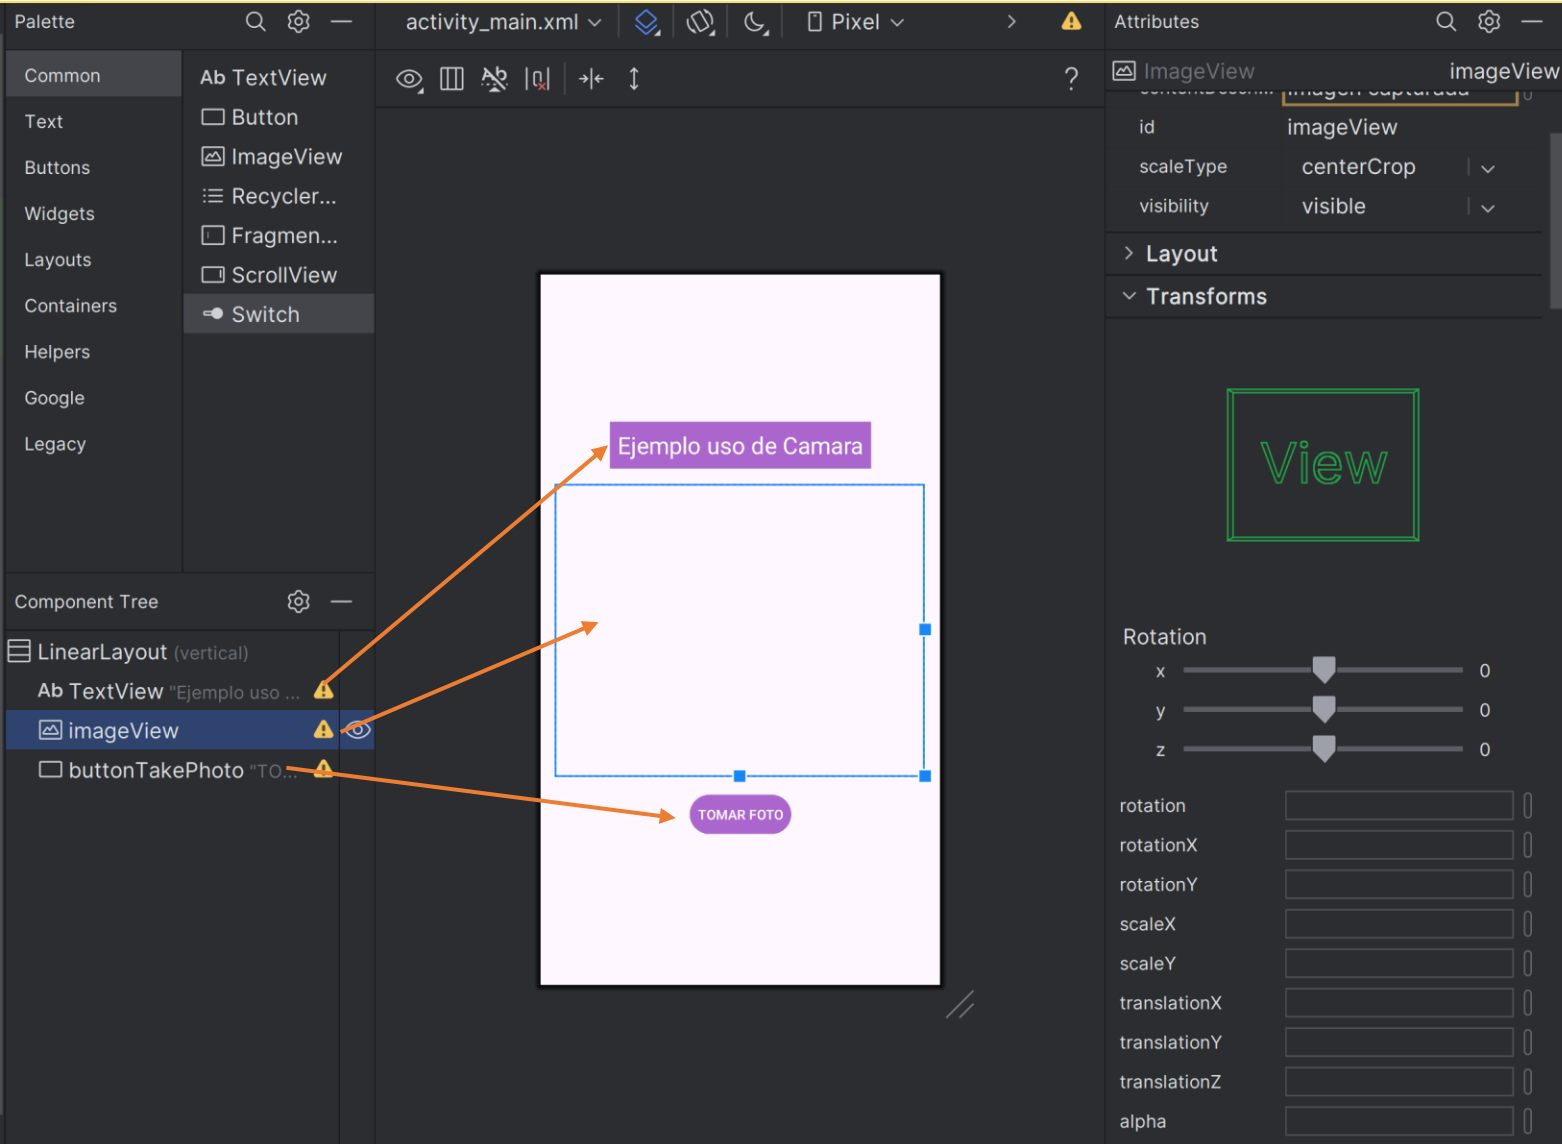 Palette
activity_main.xml
Pixel
Attributes
Common
Text
Buttons
Widgets
Layouts
Containers
Helpers
Google
Legacy
Ab TextView
Button
ImageView
Recycler...
Fragmen...
ScrollView
Switch
?
Ejemplo uso de Camara
TOMAR FOTO
Component Tree
LinearLayout (vertical)
Ab TextView "Ejemplo uso ...
imageView
buttonTakePhoto "TO...
ImageView imageView
contentDescri... Imagen capturada
id imageView
scaleType centerCrop
visibility visible
Layout
Transforms
View
Rotation
x 0
y 0
z 0
rotation
rotationX
rotationY
scaleX
scaleY
translationX
translationY
translationZ
alpha